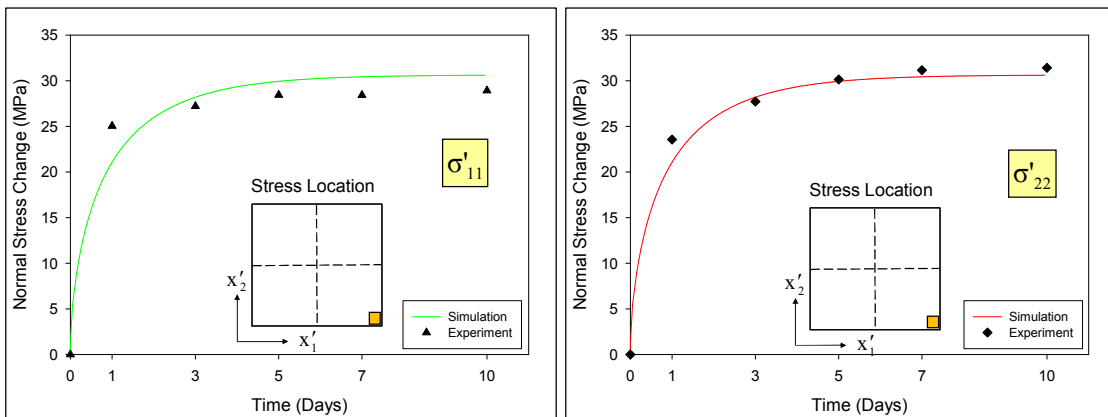 Normal Stress Change (MPa)
35
30
25
20
15
10
5
0
σ'11
Stress Location
x'2
x'1
Simulation
Experiment
0 1 3 5 7 10
Time (Days)
Normal Stress Change (MPa)
35
30
25
20
15
10
5
0
σ'22
Stress Location
x'2
x'1
Simulation
Experiment
0 1 3 5 7 10
Time (Days)